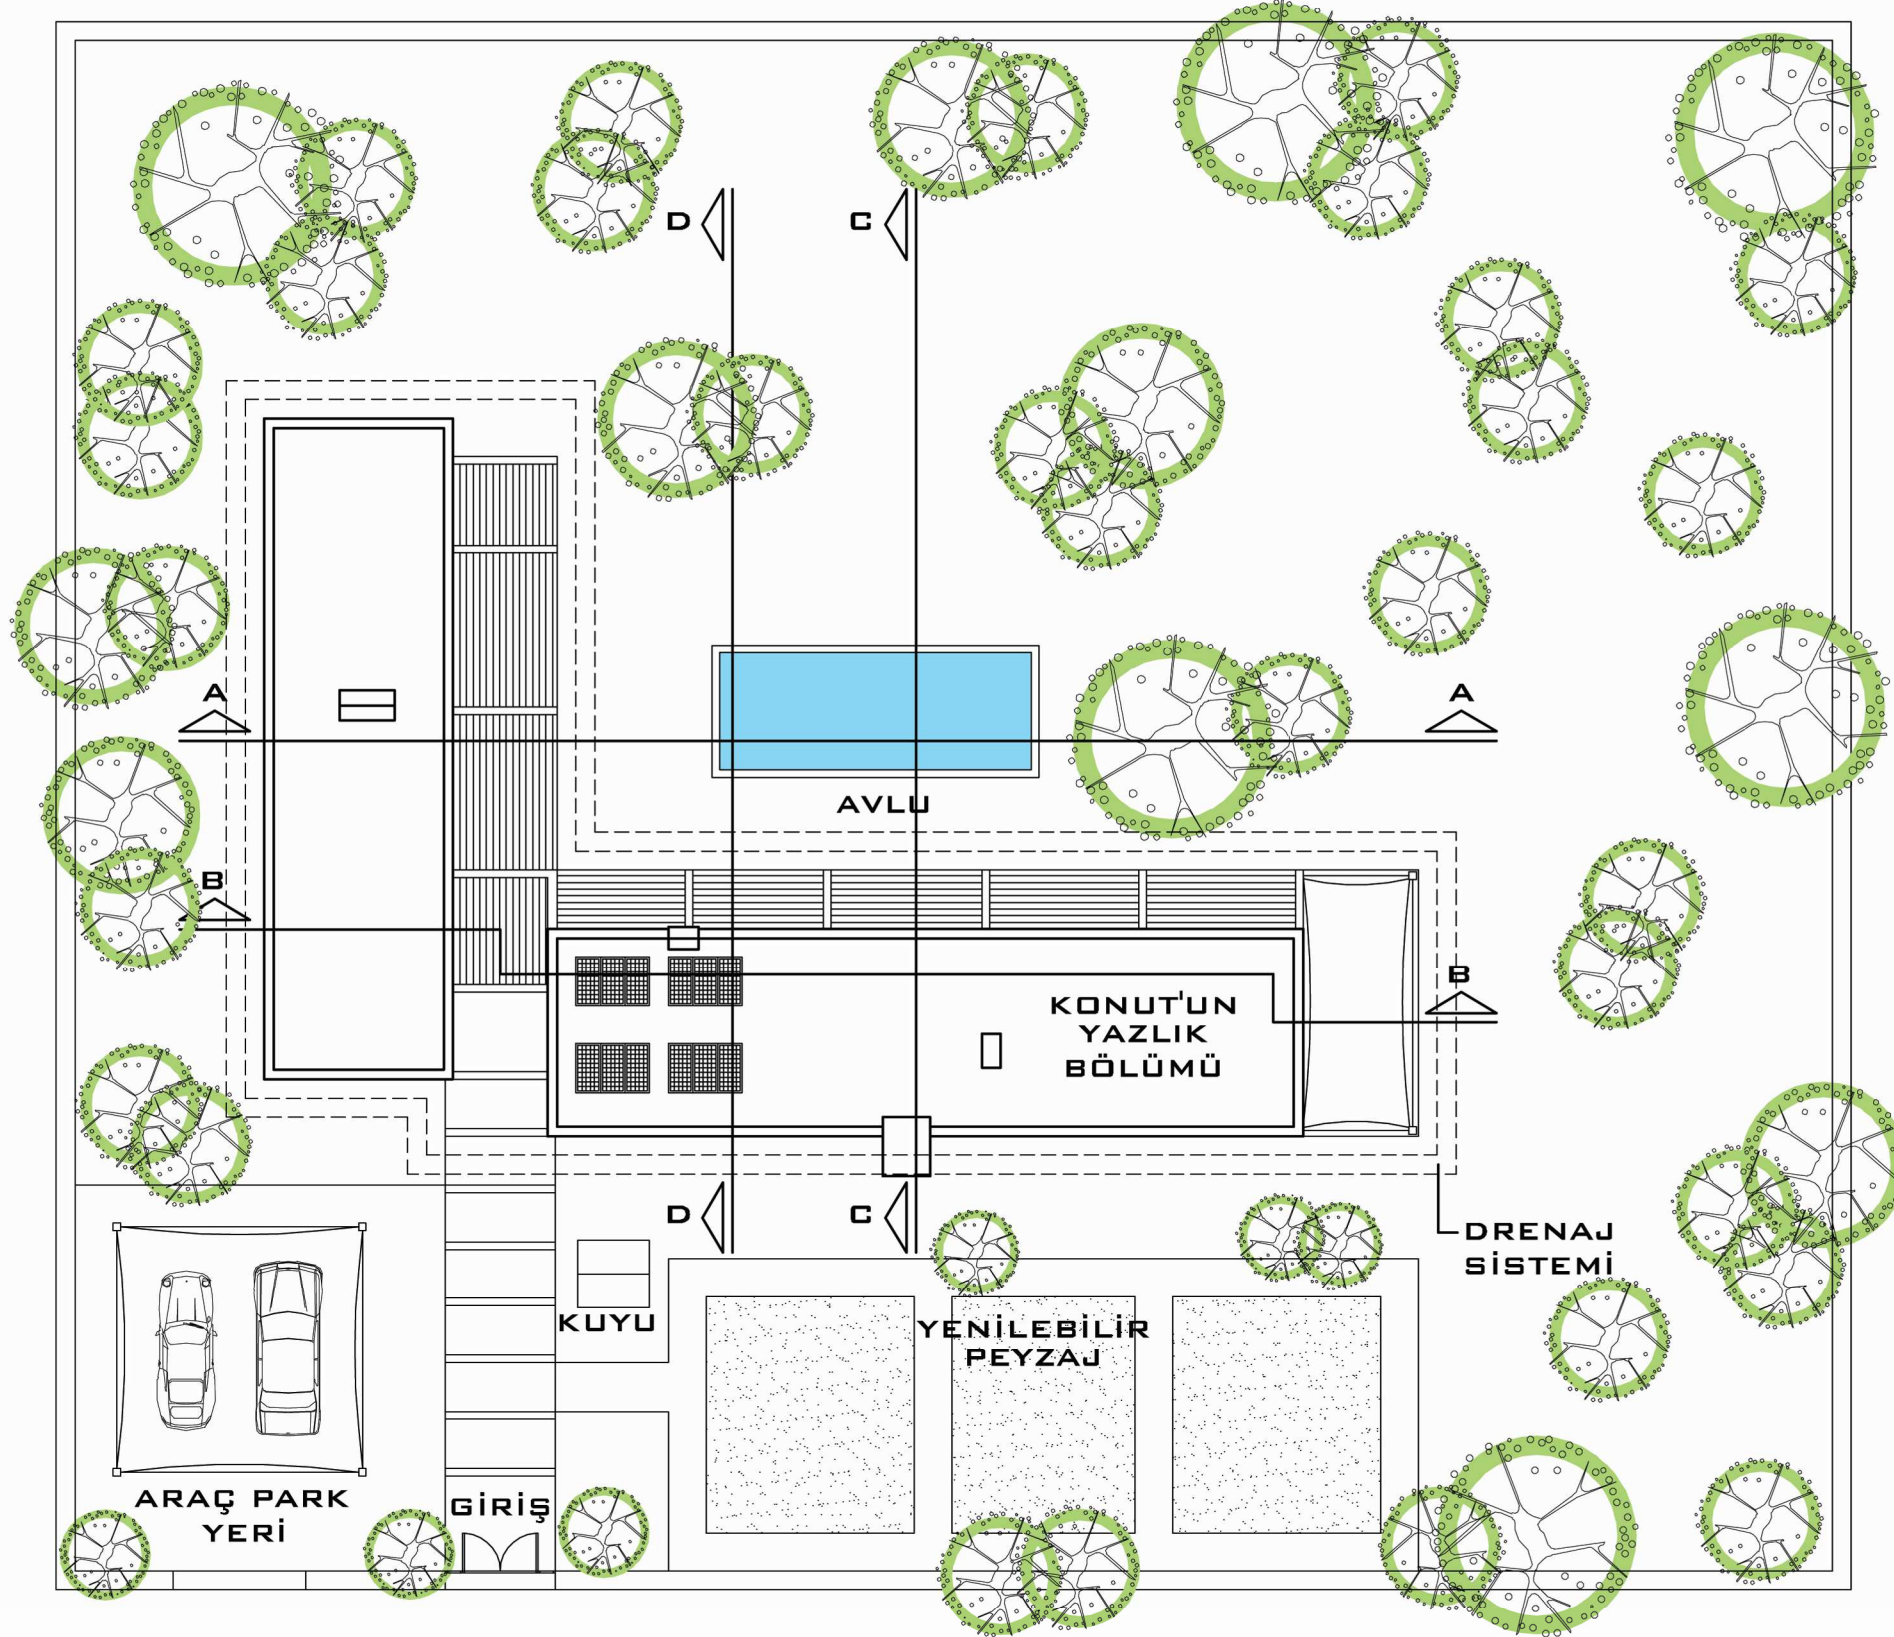 D
C
A
A
AVLU
B
B
KONUT'UN
YAZLIK
BÖLÜMÜ
D
C
DRENAJ
SİSTEMİ
KUYU
YENİLEBİLİR
PEYZAJ
ARAÇ PARK
YERİ
GİRİŞ